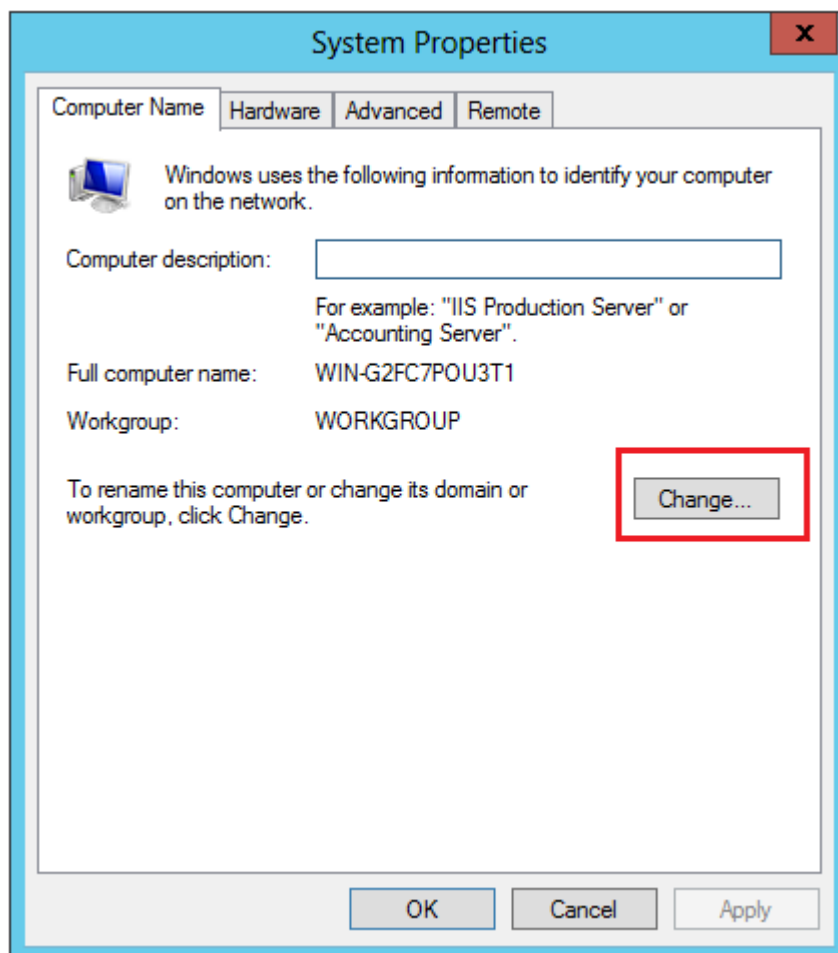 System Properties
x
Computer Name Hardware Advanced Remote
Windows uses the following information to identify your computer
on the network.
Computer description:
For example: "IIS Production Server" or
"Accounting Server".
Full computer name: WIN-G2FC7POU3T1
Workgroup: WORKGROUP
To rename this computer or change its domain or
workgroup, click Change.
Change...
OK Cancel Apply